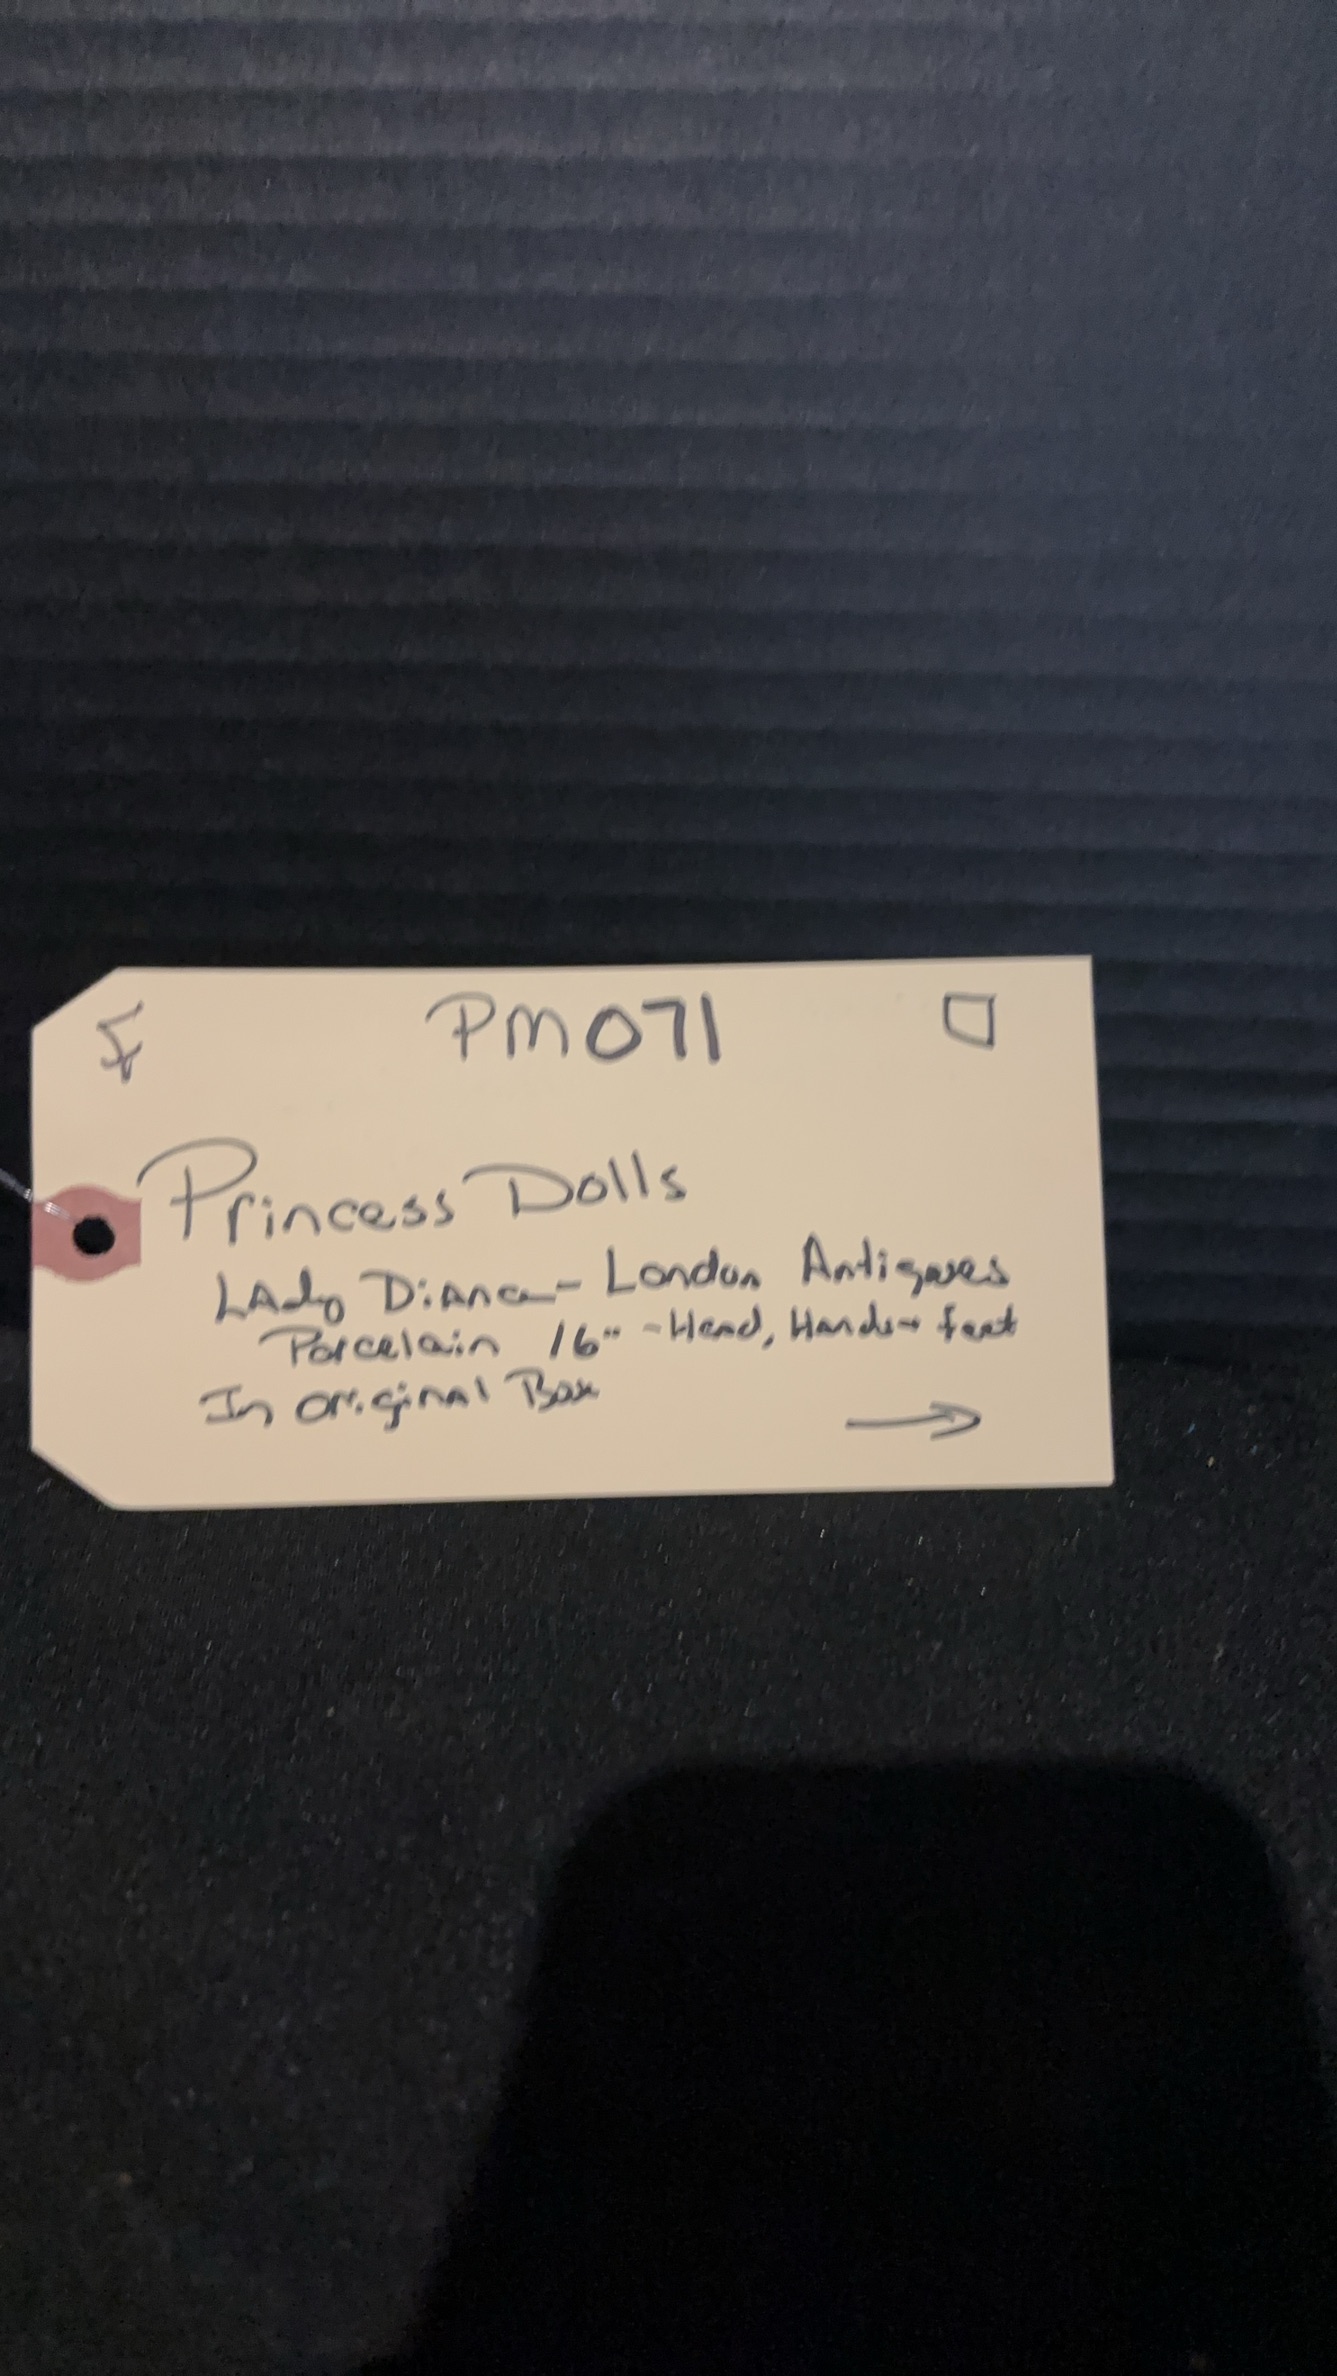 PM071
Princess Dolls
LADy DiAna - London Antiques
Porcelain 16" - Head, Hands + feet
In original Box